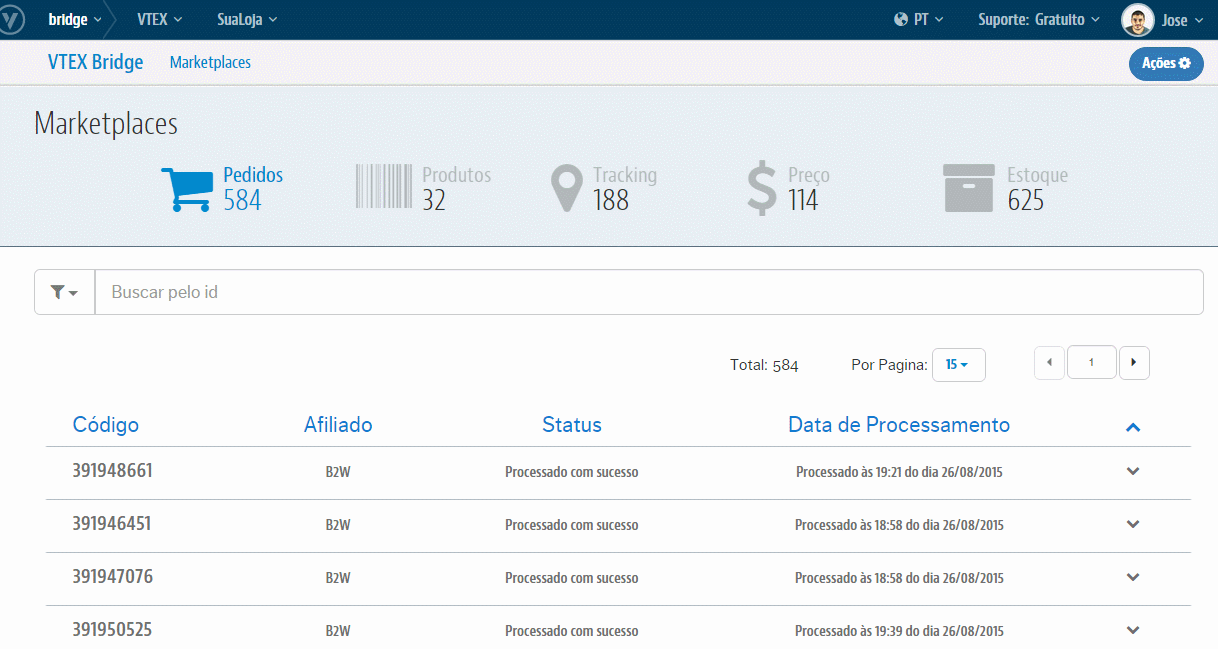 bridge VTEX SuaLoja PT Suporte: Gratuito Jose
VTEX Bridge Marketplaces Ações
Marketplaces
Pedidos Produtos Tracking Preço Estoque
584 32 188 114 625
Buscar pelo id
Total: 584 Por Pagina: 15 1
Código Afiliado Status Data de Processamento
391948661 B2W Processado com sucesso Processado às 19:21 do dia 26/08/2015
391946451 B2W Processado com sucesso Processado às 18:58 do dia 26/08/2015
391947076 B2W Processado com sucesso Processado às 18:58 do dia 26/08/2015
391950525 B2W Processado com sucesso Processado às 19:39 do dia 26/08/2015